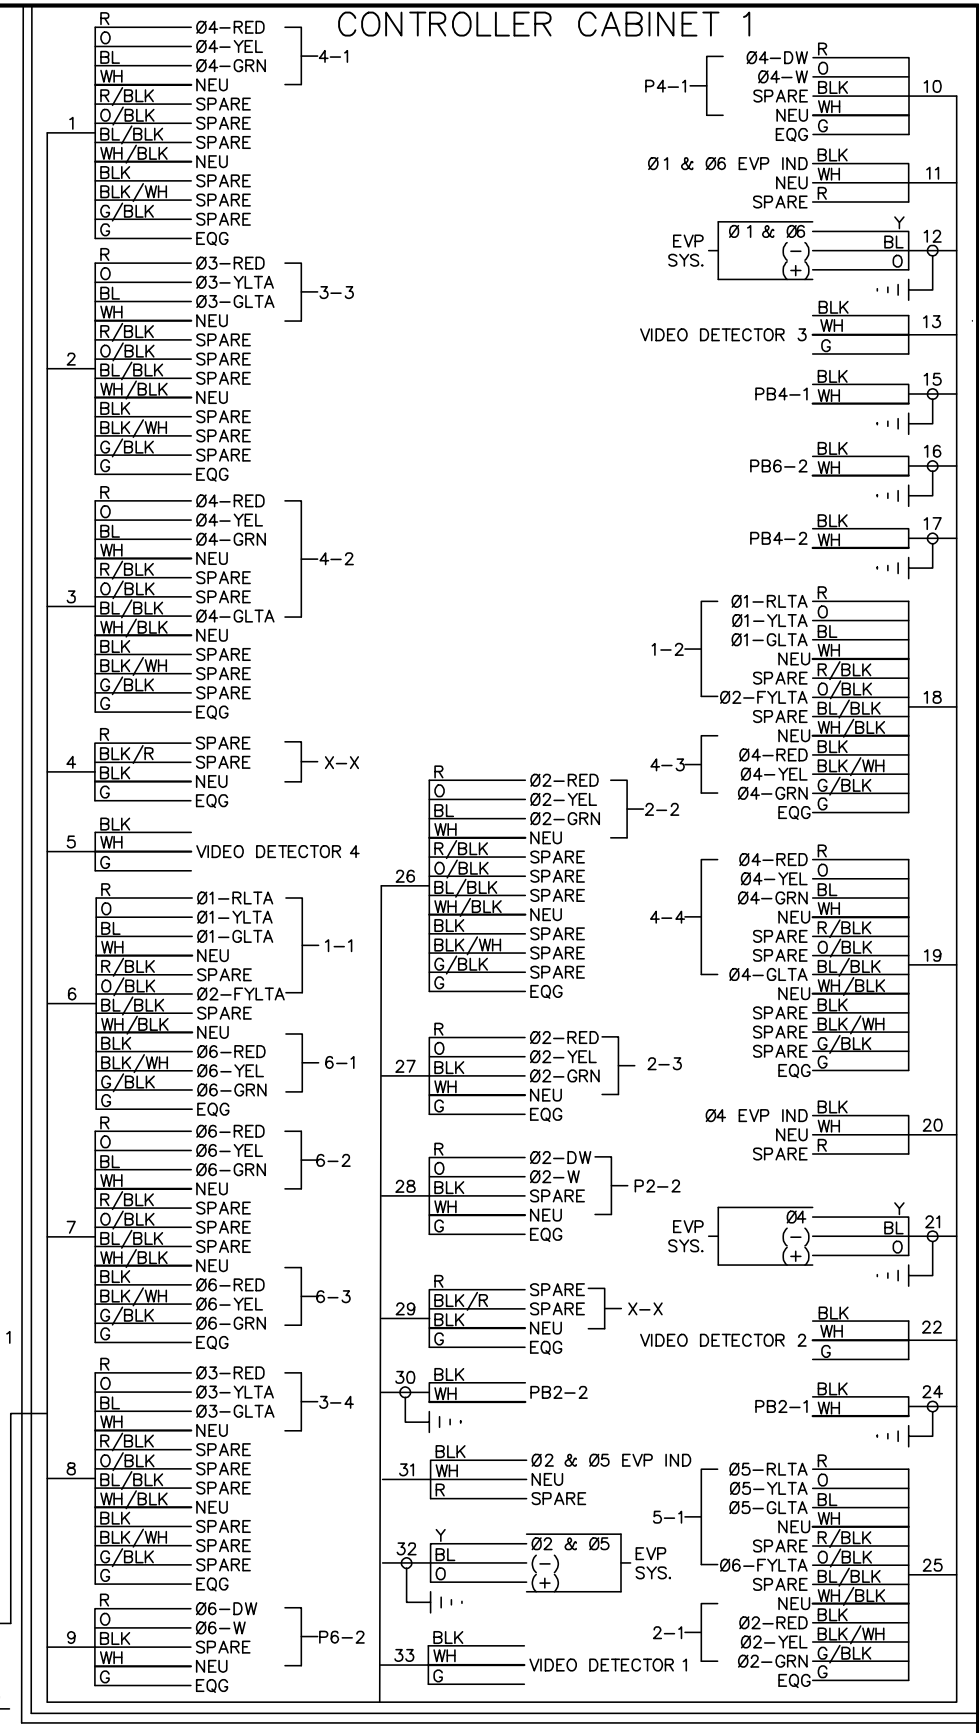 CONTROLLER CABINET 1
1
R Ø4-RED
O Ø4-YEL
BL Ø4-GRN
WH NEU
4-1
R/BLK SPARE
O/BLK SPARE
BL/BLK SPARE
WH/BLK NEU
BLK SPARE
BLK/WH SPARE
G/BLK SPARE
G EQG
2
R Ø3-RED
O Ø3-YLTA
BL Ø3-GLTA
WH NEU
3-3
R/BLK SPARE
O/BLK SPARE
BL/BLK SPARE
WH/BLK NEU
BLK SPARE
BLK/WH SPARE
G/BLK SPARE
G EQG
3
R Ø4-RED
O Ø4-YEL
BL Ø4-GRN
WH NEU
4-2
R/BLK SPARE
O/BLK SPARE
BL/BLK Ø4-GLTA
WH/BLK NEU
BLK SPARE
BLK/WH SPARE
G/BLK SPARE
G EQG
4
R SPARE
BLK/R SPARE
BLK NEU
X-X
G EQG
5
BLK
WH VIDEO DETECTOR 4
G
6
R Ø1-RLTA
O Ø1-YLTA
BL Ø1-GLTA
WH NEU
1-1
R/BLK SPARE
O/BLK Ø2-FYLTA
BL/BLK SPARE
WH/BLK NEU
BLK Ø6-RED
BLK/WH Ø6-YEL
G/BLK Ø6-GRN
6-1
G EQG
7
R Ø6-RED
O Ø6-YEL
BL Ø6-GRN
WH NEU
6-2
R/BLK SPARE
O/BLK SPARE
BL/BLK SPARE
WH/BLK NEU
BLK Ø6-RED
BLK/WH Ø6-YEL
G/BLK Ø6-GRN
6-3
G EQG
1
8
R Ø3-RED
O Ø3-YLTA
BL Ø3-GLTA
WH NEU
3-4
R/BLK SPARE
O/BLK SPARE
BL/BLK SPARE
WH/BLK NEU
BLK SPARE
BLK/WH SPARE
G/BLK SPARE
G EQG
9
R Ø6-DW
O Ø6-W
BLK SPARE
WH NEU
P6-2
G EQG
26
R Ø2-RED
O Ø2-YEL
BL Ø2-GRN
WH NEU
2-2
R/BLK SPARE
O/BLK SPARE
BL/BLK SPARE
WH/BLK NEU
BLK SPARE
BLK/WH SPARE
G/BLK SPARE
G EQG
27
R Ø2-RED
O Ø2-YEL
BLK Ø2-GRN
WH NEU
2-3
G EQG
28
R Ø2-DW
O Ø2-W
BLK SPARE
WH NEU
P2-2
G EQG
29
R SPARE
BLK/R SPARE
BLK NEU
X-X
G EQG
30
BLK
WH PB2-2
31
BLK Ø2 & Ø5 EVP IND
WH NEU
R SPARE
32
Y Ø2 & Ø5
BL (-)
O (+)
EVP
SYS.
33
BLK
WH VIDEO DETECTOR 1
G
P4-1
Ø4-DW R
Ø4-W O
SPARE BLK
NEU WH
EQG G
10
Ø1 & Ø6 EVP IND BLK
NEU WH
SPARE R
11
EVP
SYS.
Ø1 & Ø6 Y
(-) BL
(+) O
12
BLK
VIDEO DETECTOR 3 WH
G
13
BLK
PB4-1 WH
15
BLK
PB6-2 WH
16
BLK
PB4-2 WH
17
1-2
Ø1-RLTA R
Ø1-YLTA O
Ø1-GLTA BL
NEU WH
SPARE R/BLK
Ø2-FYLTA O/BLK
SPARE BL/BLK
NEU WH/BLK
18
4-3
Ø4-RED BLK
Ø4-YEL BLK/WH
Ø4-GRN G/BLK
EQG G
4-4
Ø4-RED R
Ø4-YEL O
Ø4-GRN BL
NEU WH
SPARE R/BLK
SPARE O/BLK
Ø4-GLTA BL/BLK
NEU WH/BLK
SPARE BLK
SPARE BLK/WH
SPARE G/BLK
EQG G
19
Ø4 EVP IND BLK
NEU WH
SPARE R
20
EVP
SYS.
Ø4 Y
(-) BL
(+) O
21
BLK
VIDEO DETECTOR 2 WH
G
22
BLK
PB2-1 WH
24
5-1
Ø5-RLTA R
Ø5-YLTA O
Ø5-GLTA BL
NEU WH
SPARE R/BLK
Ø6-FYLTA O/BLK
SPARE BL/BLK
NEU WH/BLK
25
2-1
Ø2-RED BLK
Ø2-YEL BLK/WH
Ø2-GRN G/BLK
EQG G